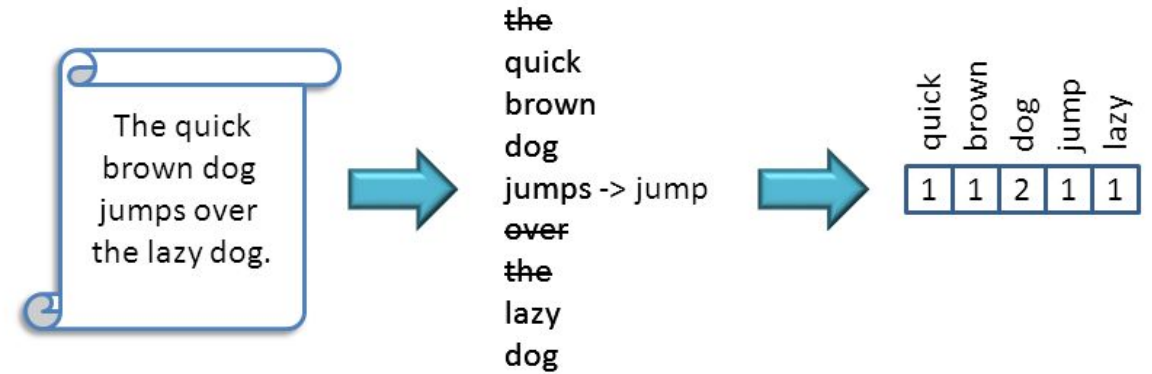 The quick
brown dog
jumps over
the lazy dog.
the
quick
brown
dog
jumps -> jump
over
the
lazy
dog
quick brown dog jump lazy
1 1 2 1 1